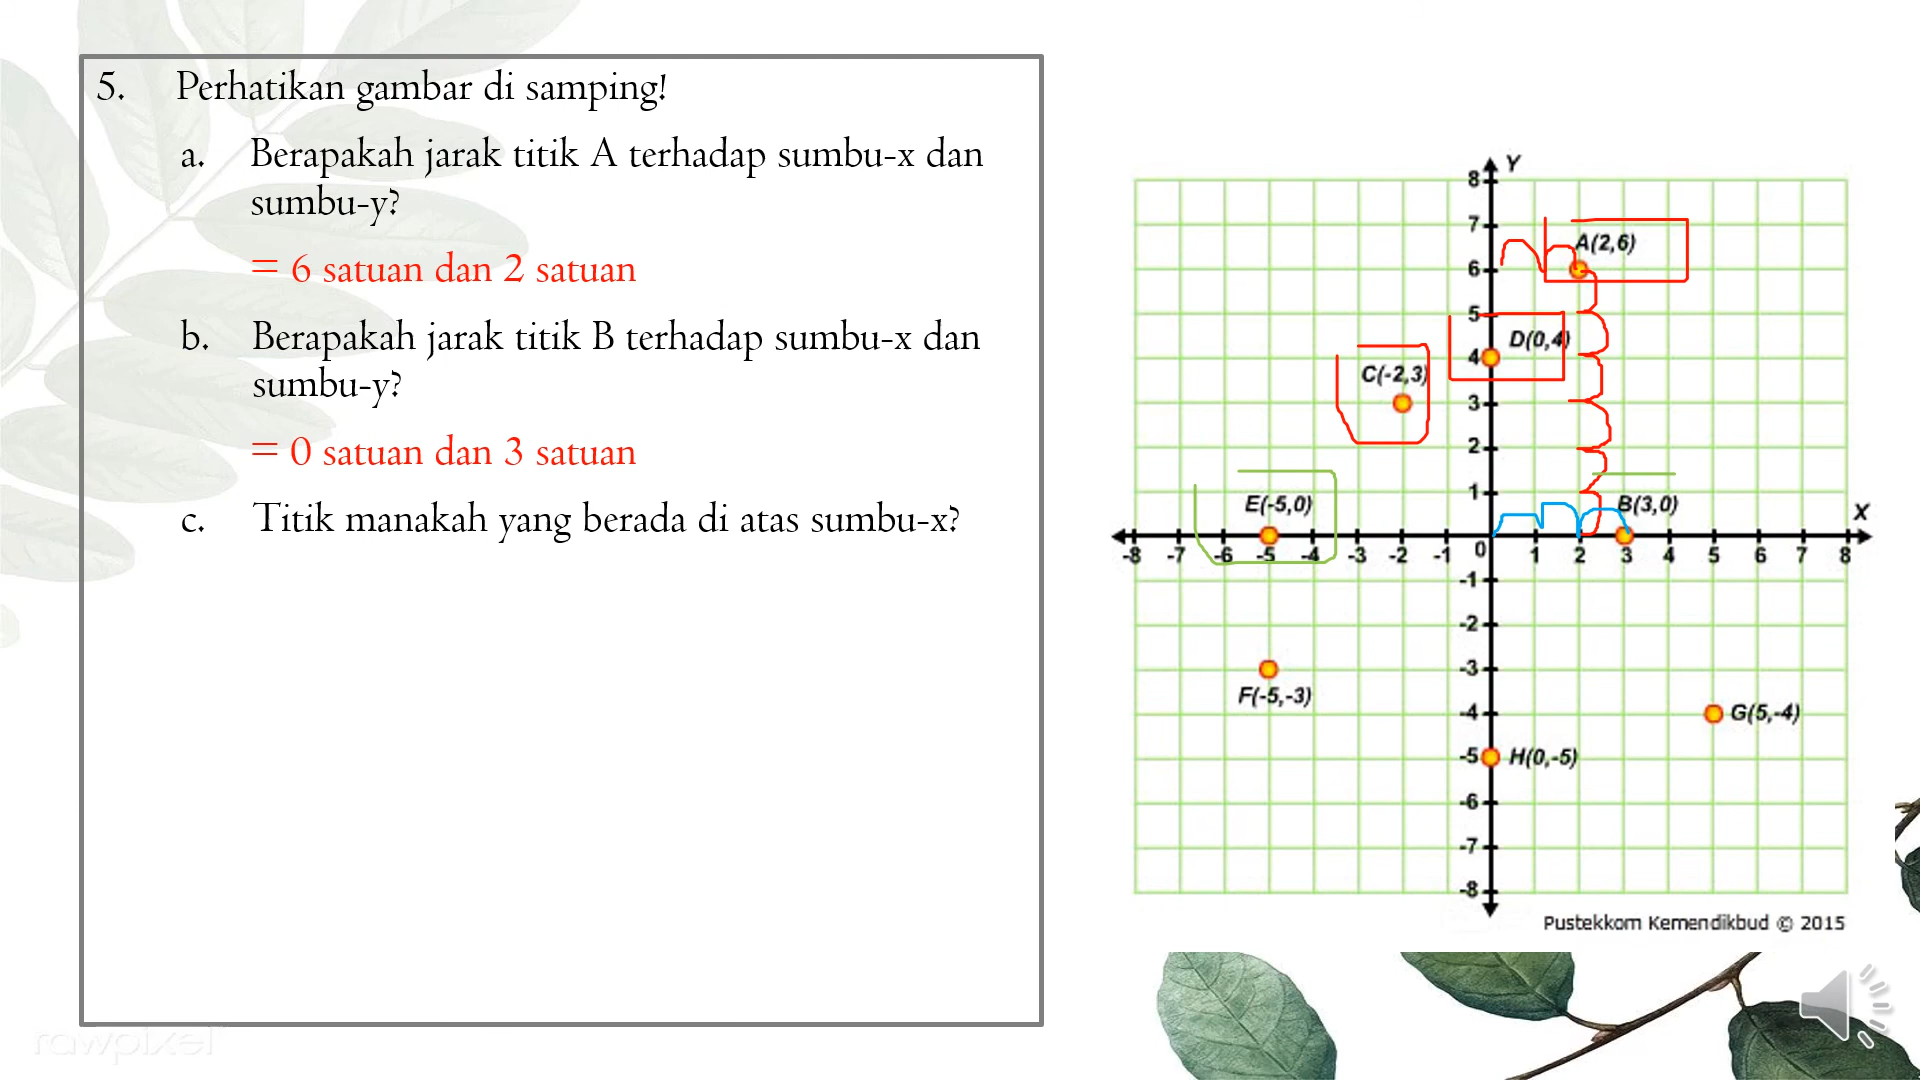 5. Perhatikan gambar di samping!
a. Berapakah jarak titik A terhadap sumbu-x dan
sumbu-y?
= 6 satuan dan 2 satuan
b. Berapakah jarak titik B terhadap sumbu-x dan
sumbu-y?
= 0 satuan dan 3 satuan
c. Titik manakah yang berada di atas sumbu-x?
Y
8
7
A(2,6)
6
5
D(0,4)
4
C(-2,3)
3
2
1
E(-5,0)
B(3,0)
X
-8 -7 -6 -5 -4 -3 -2 -1 0 1 2 3 4 5 6 7 8
-1
-2
-3
F(-5,-3)
-4
G(5,-4)
-5
H(0,-5)
-6
-7
-8
Pustekkom Kemendikbud © 2015
rawpixel